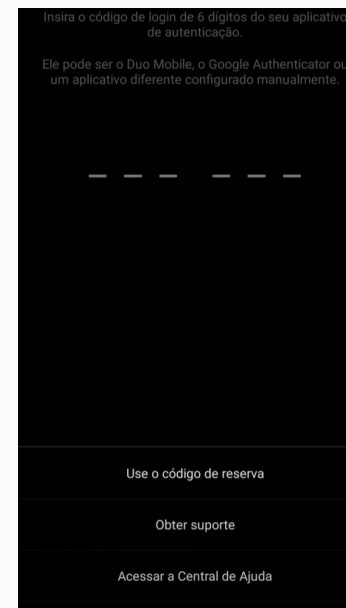 Insira o código de login de 6 dígitos do seu aplicativo
de autenticação.
Ele pode ser o Duo Mobile, o Google Authenticator ou
um aplicativo diferente configurado manualmente.
Use o código de reserva
Obter suporte
Acessar a Central de Ajuda